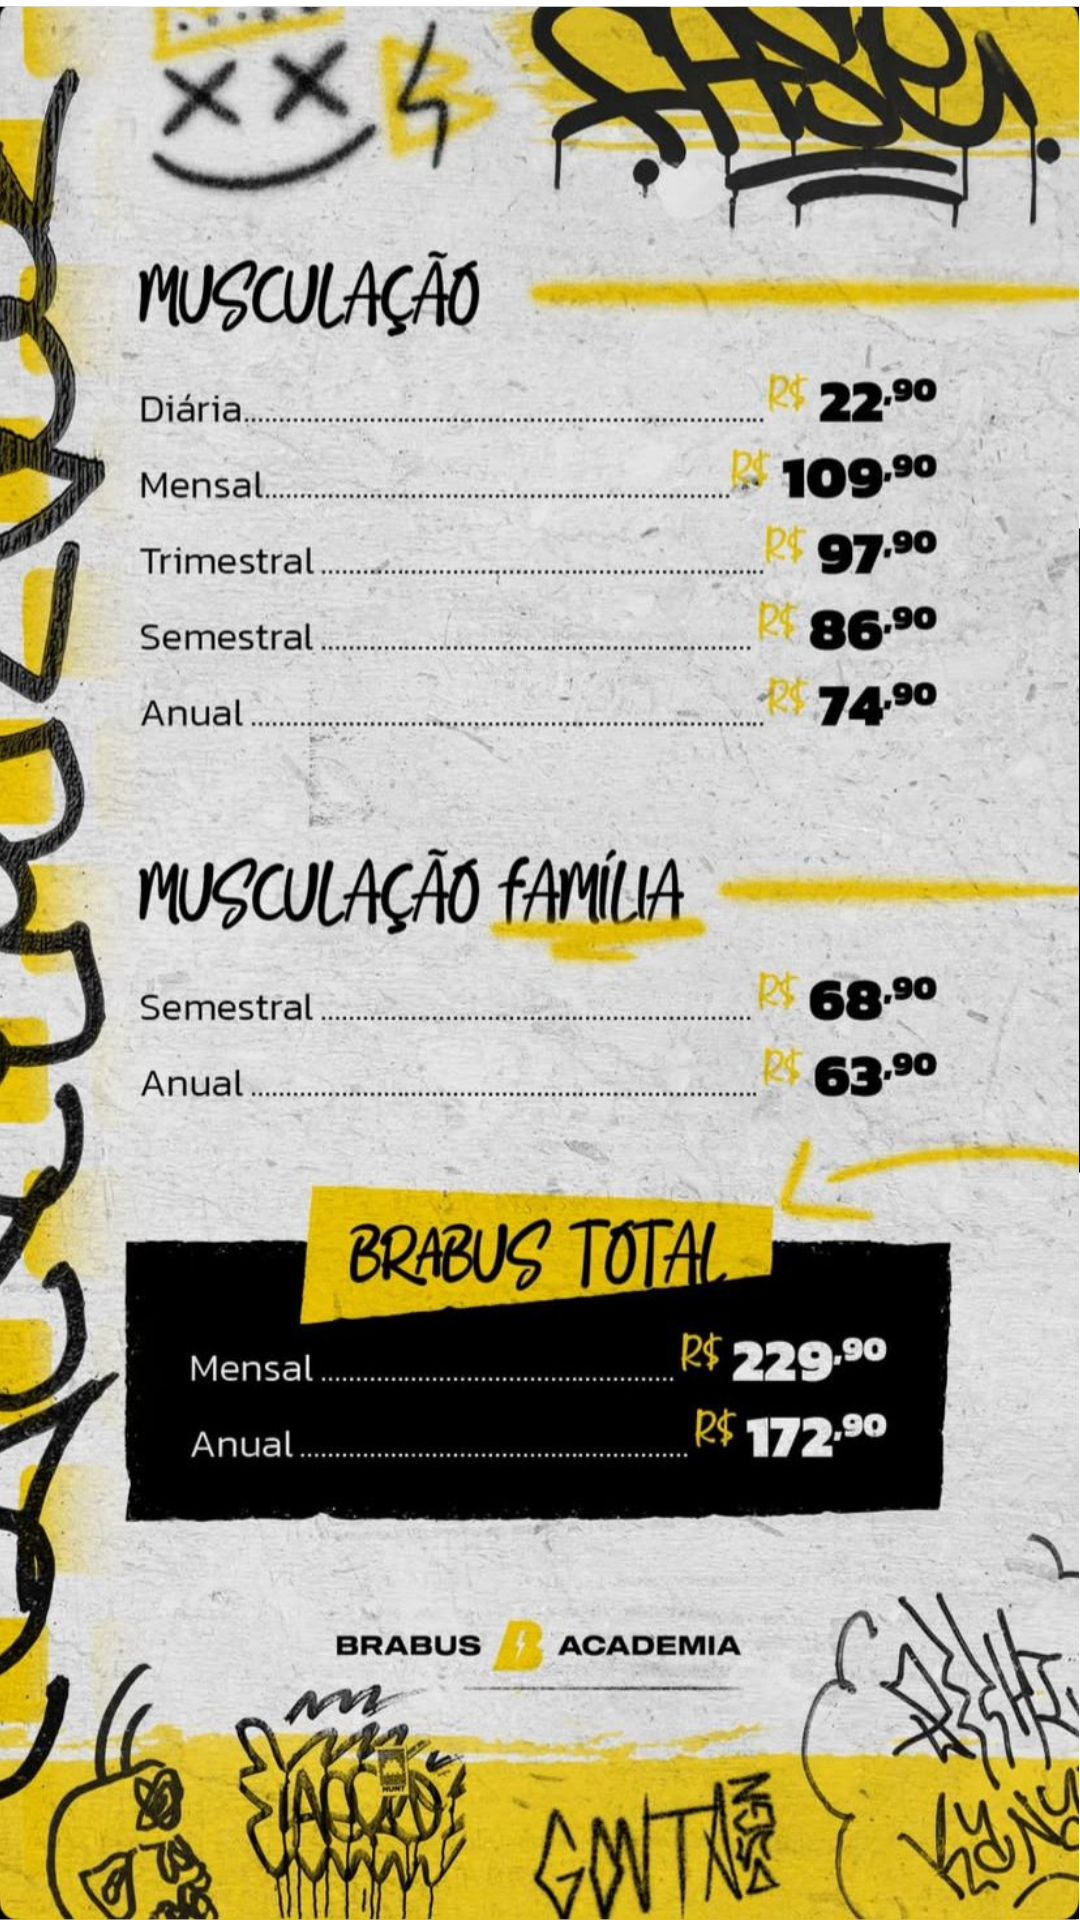 MUSCULAÇÃO
Diária R$ 22,90
Mensal R$ 109,90
Trimestral R$ 97,90
Semestral R$ 86,90
Anual R$ 74,90
MUSCULAÇÃO FAMÍLIA
Semestral R$ 68,90
Anual R$ 63,90
BRABUS TOTAL
Mensal R$ 229,90
Anual R$ 172,90
BRABUS B ACADEMIA